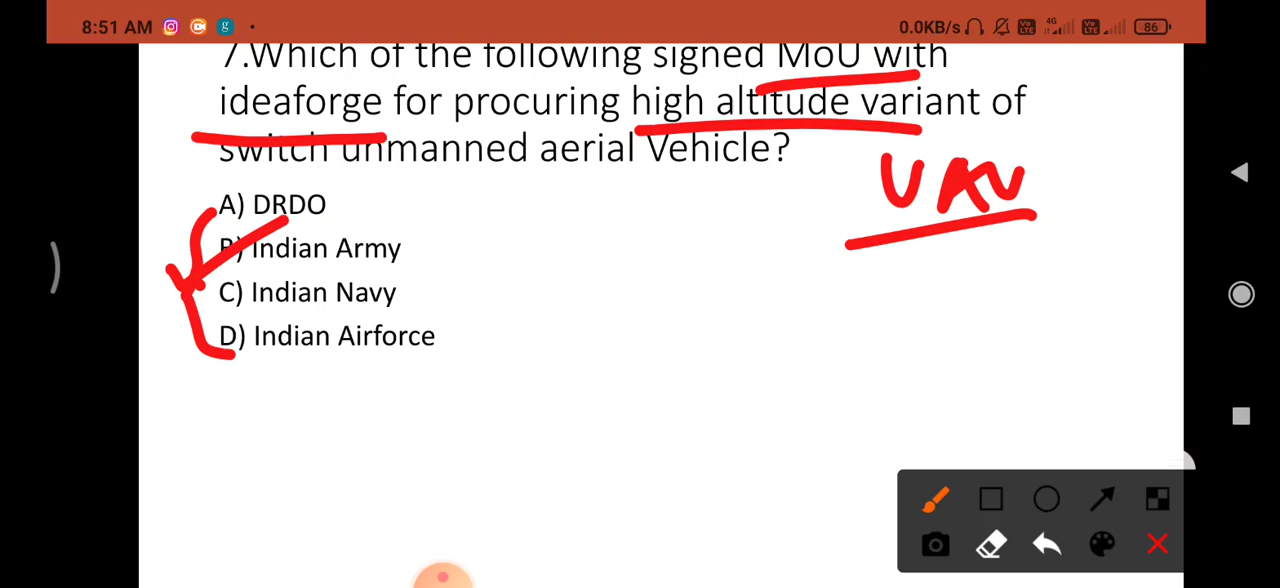 8:51 AM
0.0KB/s 4G 86
7.Which of the following signed MoU with
ideaforge for procuring high altitude variant of
switch unmanned aerial Vehicle?
UAV
A) DRDO
B) Indian Army
C) Indian Navy
D) Indian Airforce